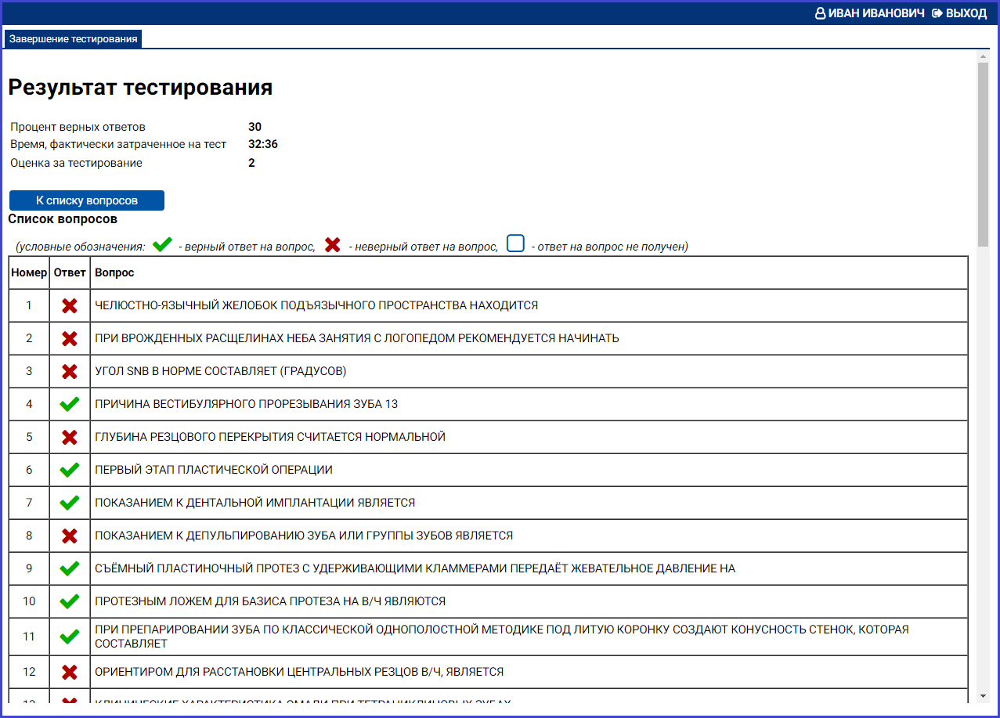 ИВАН ИВАНОВИЧ ВЫХОД
Завершение тестирования
Результат тестирования
Процент верных ответов 30
Время, фактически затраченное на тест 32:36
Оценка за тестирование 2
К списку вопросов
Список вопросов
(условные обозначения: - верный ответ на вопрос, - неверный ответ на вопрос, - ответ на вопрос не получен)
Номер Ответ Вопрос
1 ЧЕЛЮСТНО-ЯЗЫЧНЫЙ ЖЕЛОБОК ПОДЪЯЗЫЧНОГО ПРОСТРАНСТВА НАХОДИТСЯ
2 ПРИ ВРОЖДЕННЫХ РАСЩЕЛИНАХ НЕБА ЗАНЯТИЯ С ЛОГОПЕДОМ РЕКОМЕНДУЕТСЯ НАЧИНАТЬ
3 УГОЛ SNB В НОРМЕ СОСТАВЛЯЕТ (ГРАДУСОВ)
4 ПРИЧИНА ВЕСТИБУЛЯРНОГО ПРОРЕЗЫВАНИЯ ЗУБА 13
5 ГЛУБИНА РЕЗЦОВОГО ПЕРЕКРЫТИЯ СЧИТАЕТСЯ НОРМАЛЬНОЙ
6 ПЕРВЫЙ ЭТАП ПЛАСТИЧЕСКОЙ ОПЕРАЦИИ
7 ПОКАЗАНИЕМ К ДЕНТАЛЬНОЙ ИМПЛАНТАЦИИ ЯВЛЯЕТСЯ
8 ПОКАЗАНИЕМ К ДЕПУЛЬПИРОВАНИЮ ЗУБА ИЛИ ГРУППЫ ЗУБОВ ЯВЛЯЕТСЯ
9 СЪЁМНЫЙ ПЛАСТИНОЧНЫЙ ПРОТЕЗ С УДЕРЖИВАЮЩИМИ КЛАММЕРАМИ ПЕРЕДАЁТ ЖЕВАТЕЛЬНОЕ ДАВЛЕНИЕ НА
10 ПРОТЕЗНЫМ ЛОЖЕМ ДЛЯ БАЗИСА ПРОТЕЗА НА В/Ч ЯВЛЯЮТСЯ
11 ПРИ ПРЕПАРИРОВАНИИ ЗУБА ПО КЛАССИЧЕСКОЙ ОДНОПОЛОСТНОЙ МЕТОДИКЕ ПОД ЛИТУЮ КОРОНКУ СОЗДАЮТ КОНУСНОСТЬ СТЕНОК, КОТОРАЯ
СОСТАВЛЯЕТ
12 ОРИЕНТИРОМ ДЛЯ РАССТАНОВКИ ЦЕНТРАЛЬНЫХ РЕЗЦОВ В/Ч, ЯВЛЯЕТСЯ